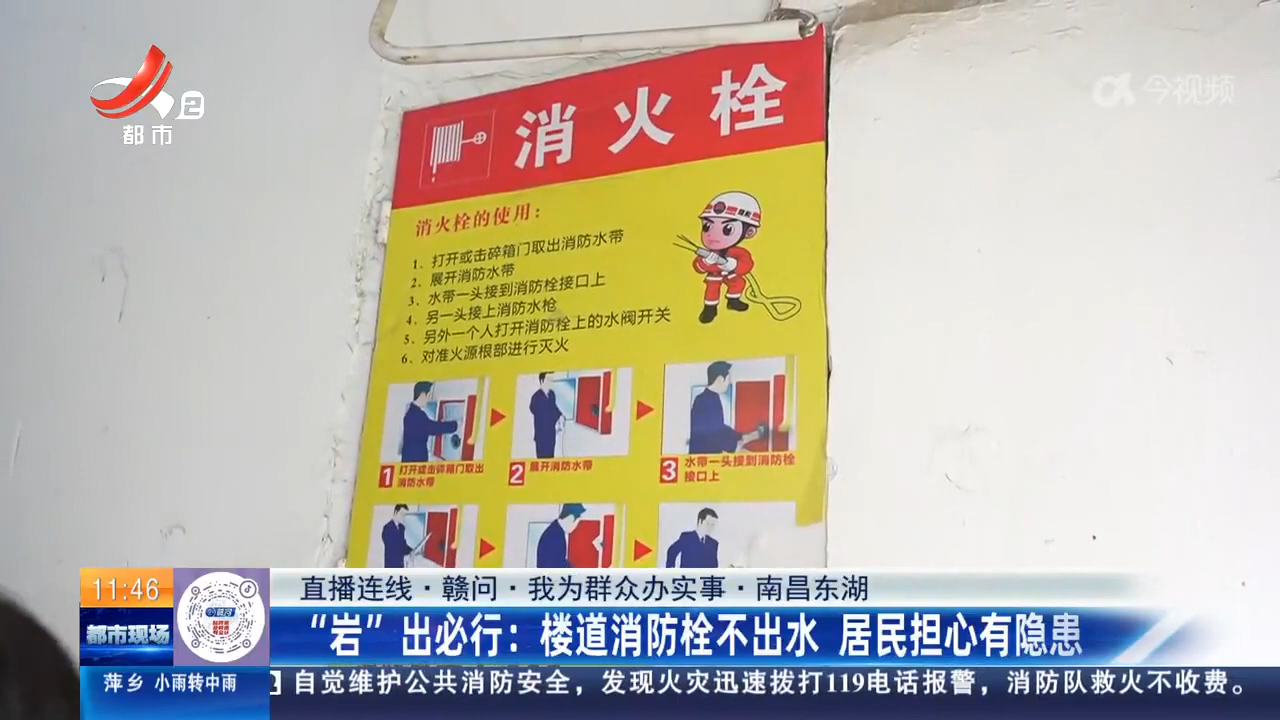 2
都市
今视频
消火栓
消火栓的使用:
1、打开或击碎箱门取出消防水带
2、展开消防水带
3、水带一头接到消防栓接口上
4、另一头接上消防水枪
5、另外一个人打开消防栓上的水阀开关
6、对准火源根部进行灭火
1 打开或击碎箱门取出
消防水带
2 展开消防水带
3 水带一头接到消防栓
接口上
11:46
直播连线·赣问·我为群众办实事·南昌东湖
都市现场
“岩”出必行：楼道消防栓不出水 居民担心有隐患
萍乡 小雨转中雨
自觉维护公共消防安全，发现火灾迅速拨打119电话报警，消防队救火不收费。